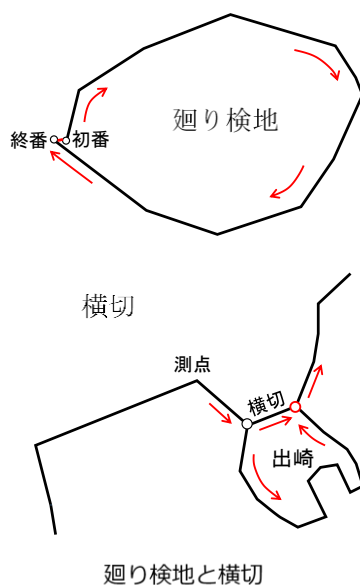 廻り検地
終番 初番
横切
測点
横切
出崎
廻り検地と横切